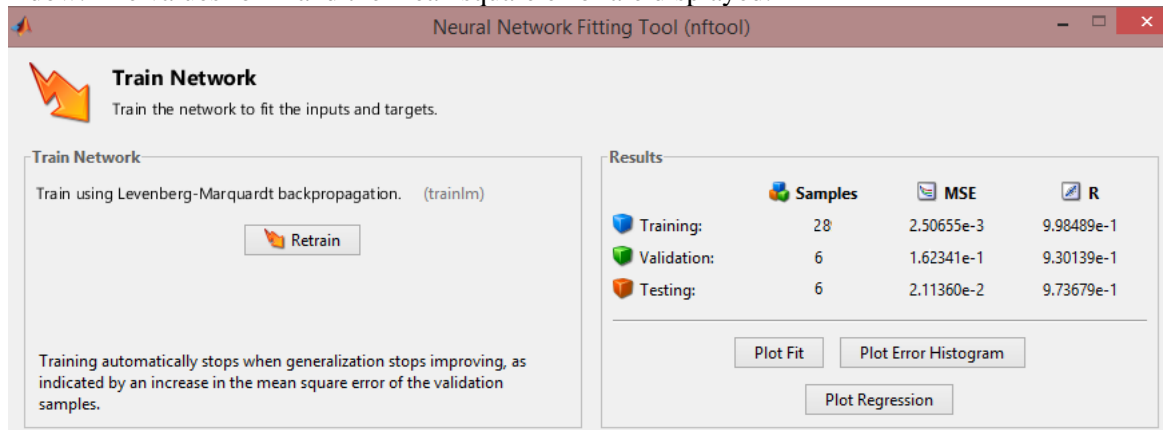 Neural Network Fitting Tool (nftool)
Train Network
Train the network to fit the inputs and targets.
Train Network
Train using Levenberg-Marquardt backpropagation. (trainlm)
Retrain
Training automatically stops when generalization stops improving, as
indicated by an increase in the mean square error of the validation
samples.
Results
Samples MSE R
Training: 28 2.50655e-3 9.98489e-1
Validation: 6 1.62341e-1 9.30139e-1
Testing: 6 2.11360e-2 9.73679e-1
Plot Fit Plot Error Histogram
Plot Regression